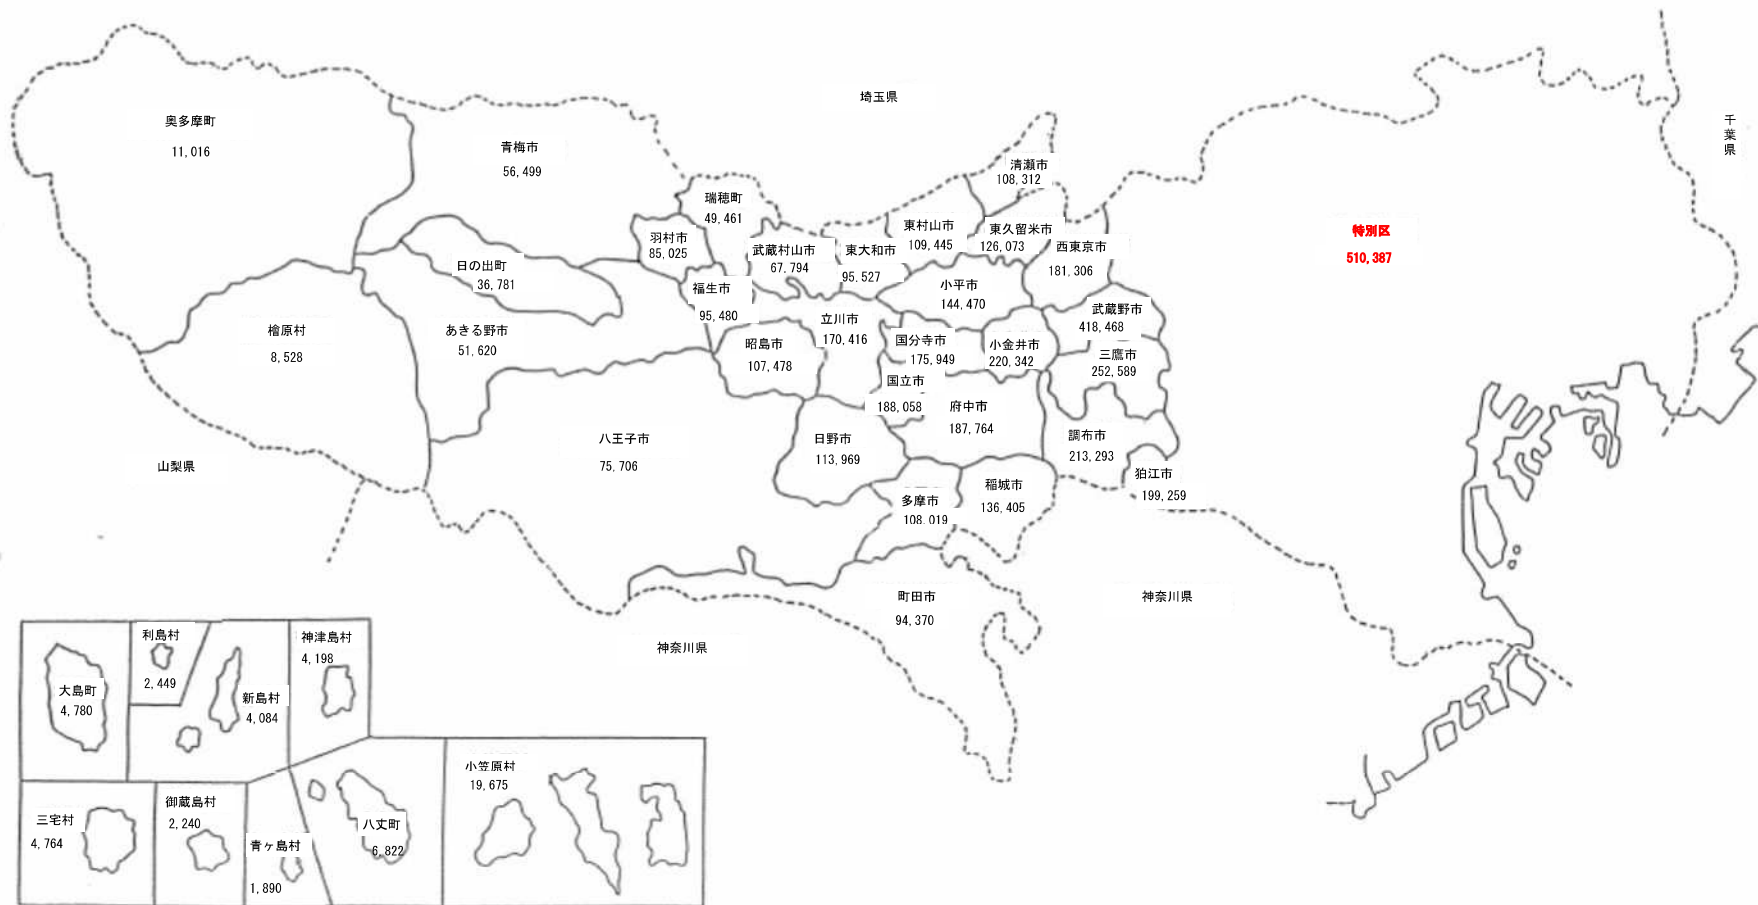 埼玉県
千葉県
奥多摩町
11,016
青梅市
56,499
清瀬市
108,312
瑞穂町
49,461
東村山市
109,445
東久留米市
126,073
特別区
510,387
羽村市
85,025
武蔵村山市
67,794
東大和市
95,527
西東京市
181,306
日の出町
36,781
福生市
95,480
小平市
144,470
武蔵野市
418,468
檜原村
8,528
あきる野市
51,620
立川市
170,416
昭島市
107,478
国分寺市
175,949
小金井市
220,342
三鷹市
252,589
国立市
188,058
府中市
187,764
八王子市
75,706
日野市
113,969
調布市
213,293
山梨県
狛江市
199,259
多摩市
108,019
稲城市
136,405
町田市
94,370
神奈川県
神奈川県
大島町
4,780
利島村
2,449
新島村
4,084
神津島村
4,198
三宅村
4,764
御蔵島村
2,240
青ヶ島村
1,890
八丈町
6,822
小笠原村
19,675